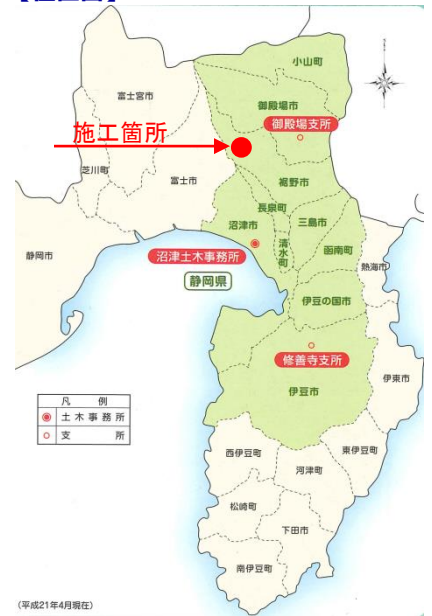 小山町
富士宮市
御殿場市
御殿場支所
施工箇所
芝川町
富士市
裾野市
長泉町
三島市
沼津市
清水町
函南町
静岡市
沼津土木事務所
熱海市
静岡県
伊豆の国市
修善寺支所
伊東市
伊豆市
凡 例
土木事務所
支 所
西伊豆町
東伊豆町
河津町
松崎町
下田市
南伊豆町
(平成21年4月現在)